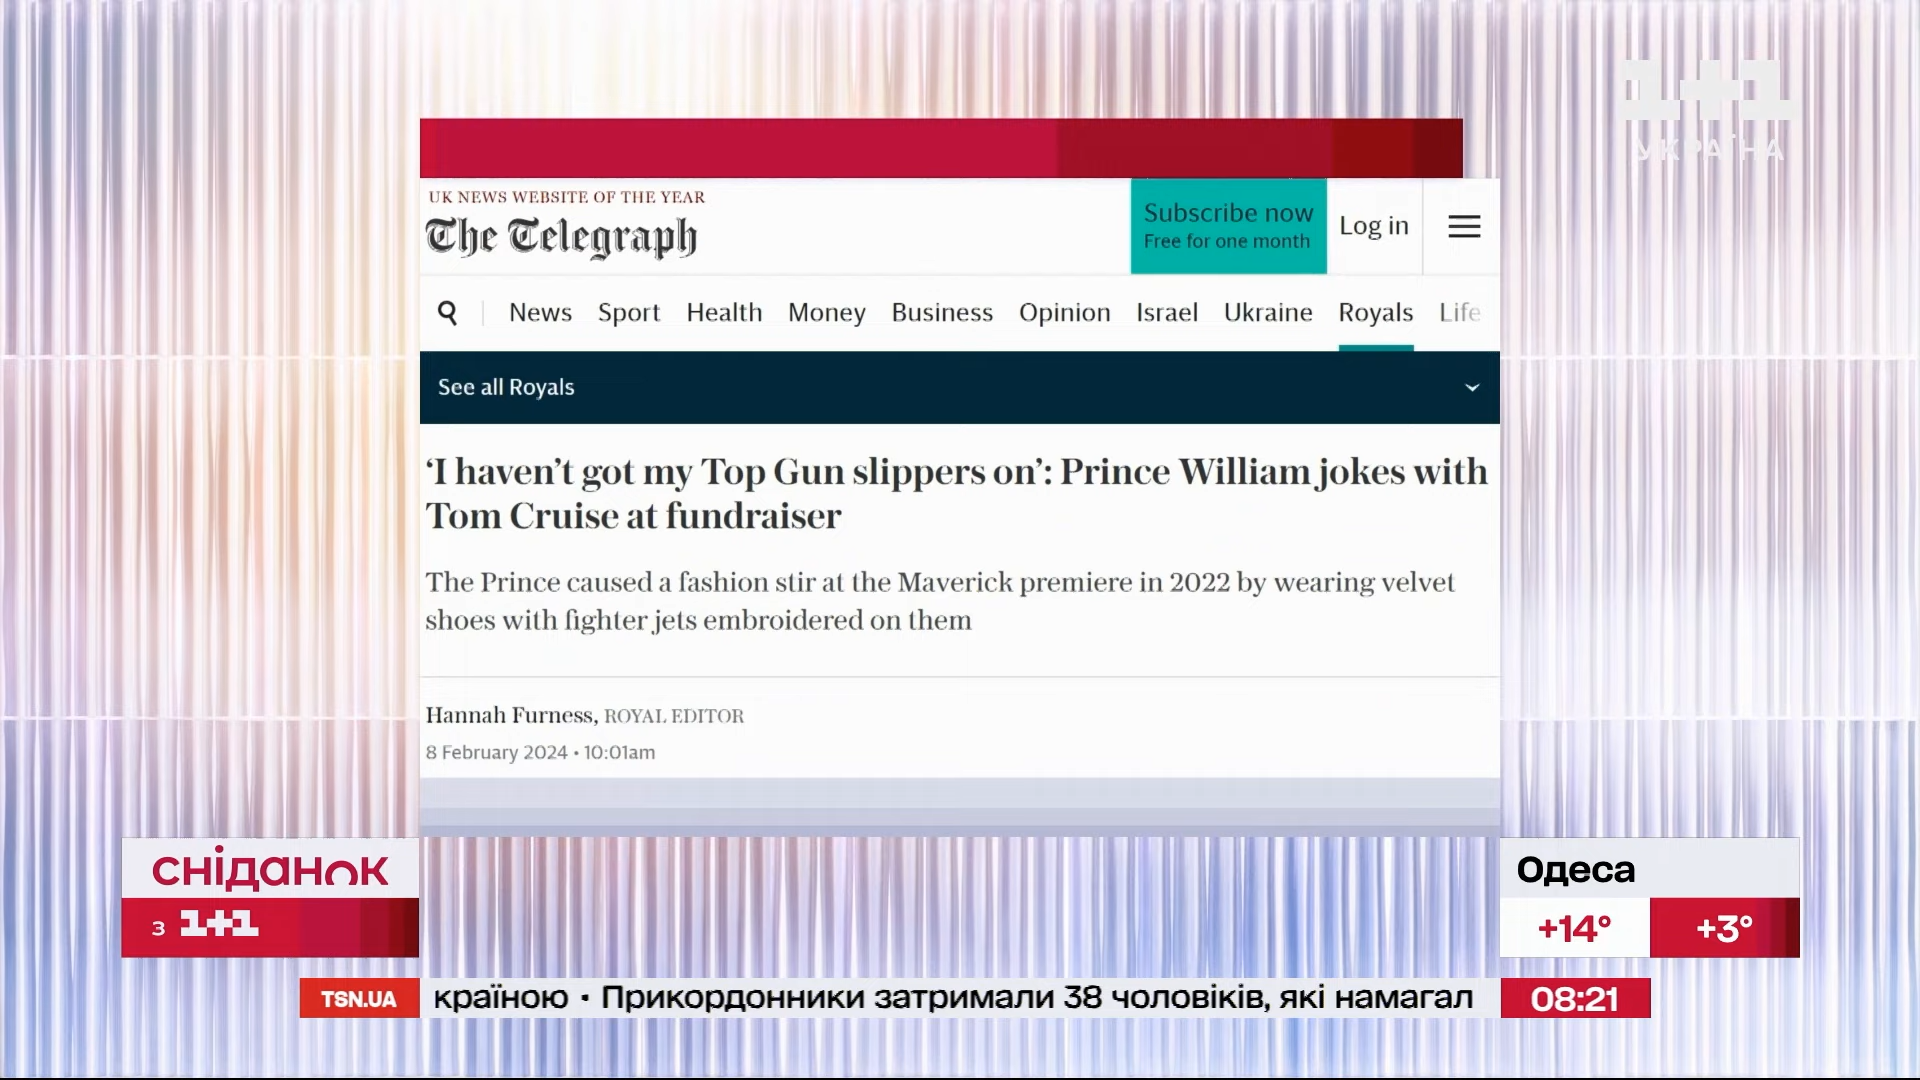 1+1
УКРАЇНА
UK NEWS WEBSITE OF THE YEAR
The Telegraph
Subscribe now
Free for one month
Log in
News Sport Health Money Business Opinion Israel Ukraine Royals Life
See all Royals
‘I haven’t got my Top Gun slippers on’: Prince William jokes with
Tom Cruise at fundraiser
The Prince caused a fashion stir at the Maverick premiere in 2022 by wearing velvet
shoes with fighter jets embroidered on them
Hannah Furness, ROYAL EDITOR
8 February 2024 • 10:01am
сніданок
з 1+1
Одеса
+14° +3°
TSN.UA країною • Прикордонники затримали 38 чоловіків, які намагал 08:21